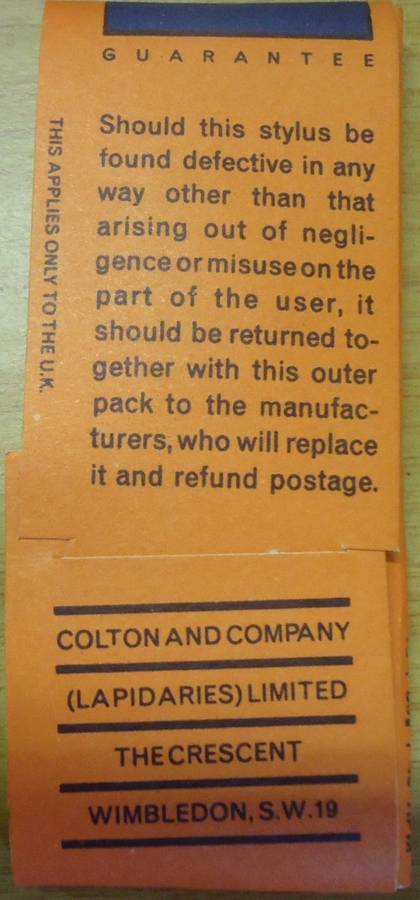 GUARANTEE
Should this stylus be
found defective in any
way other than that
arising out of negli-
gence or misuse on the
part of the user, it
should be returned to-
gether with this outer
pack to the manufac-
turers, who will replace
it and refund postage.
THIS APPLIES ONLY TO THE U.K.
COLTON AND COMPANY
(LAPIDARIES) LIMITED
THE CRESCENT
WIMBLEDON, S.W.19